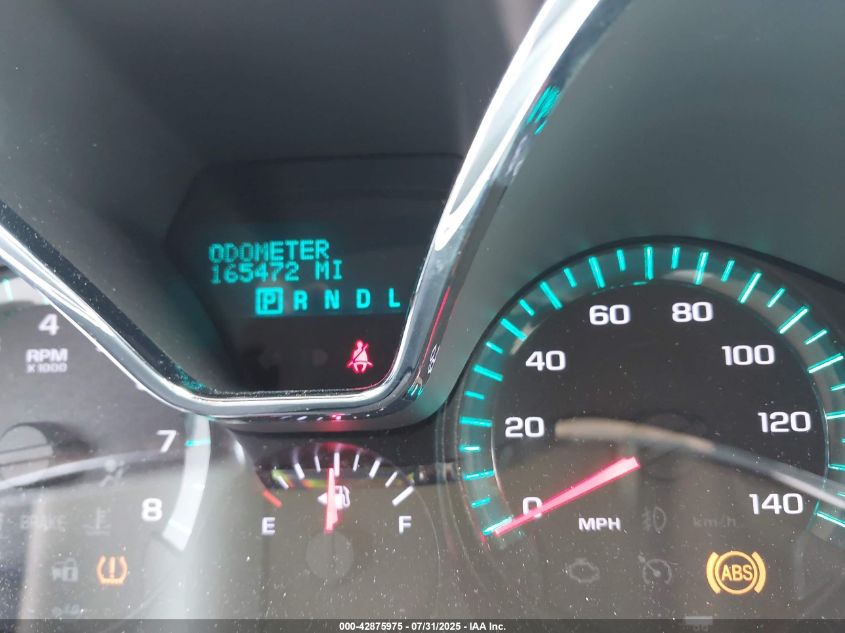 ODOMETER
165472 MI
P R N D L
4
RPM
X1000
7
8
BRAKE
E F
0
20
40
60
80
100
120
140
MPH
km/h
ABS
000-42875975 - 07/31/2025 - IAA Inc.